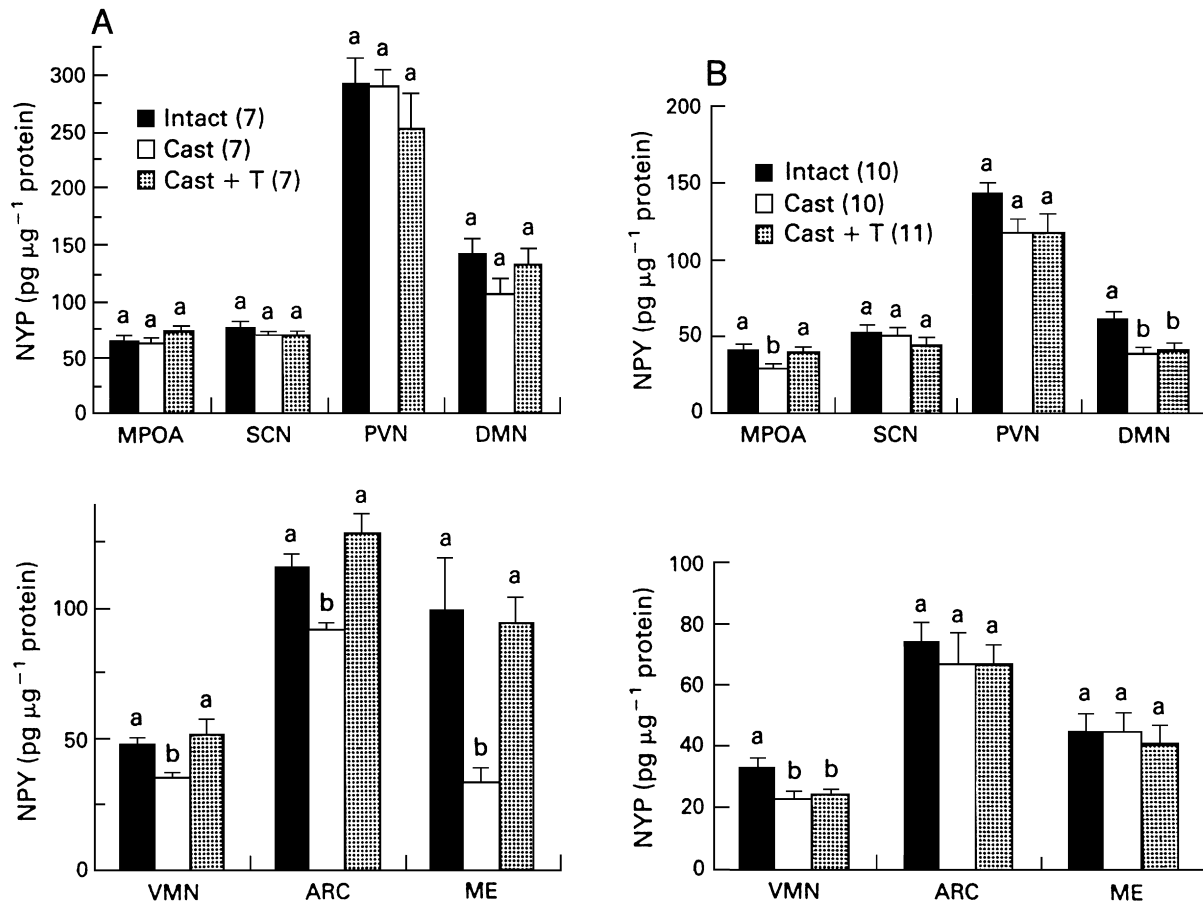 A
NYP (pg µg⁻¹ protein)
300
250
200
150
100
50
0
Intact (7)
Cast (7)
Cast + T (7)
a a a
a a a
a a a
a a a
MPOA SCN PVN DMN
B
NPY (pg µg⁻¹ protein)
200
150
100
50
0
Intact (10)
Cast (10)
Cast + T (11)
a b a
a a a
a a a
a b b
MPOA SCN PVN DMN
NPY (pg µg⁻¹ protein)
100
50
0
a b a
a b a
a b a
VMN ARC ME
NYP (pg µg⁻¹ protein)
100
80
60
40
20
0
a b b
a a a
a a a
VMN ARC ME